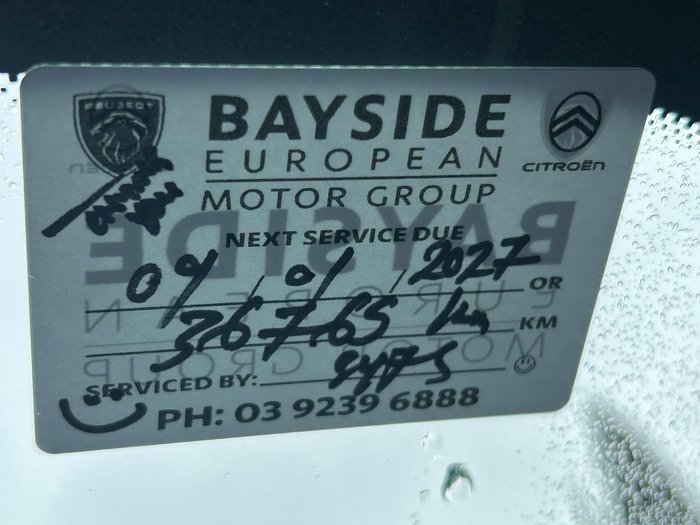 PEUGEOT
BAYSIDE
EUROPEAN
MOTOR GROUP
CITROËN
NEXT SERVICE DUE
09/01/2027 OR
36765 km KM
SERVICED BY:
PH: 03 9239 6888